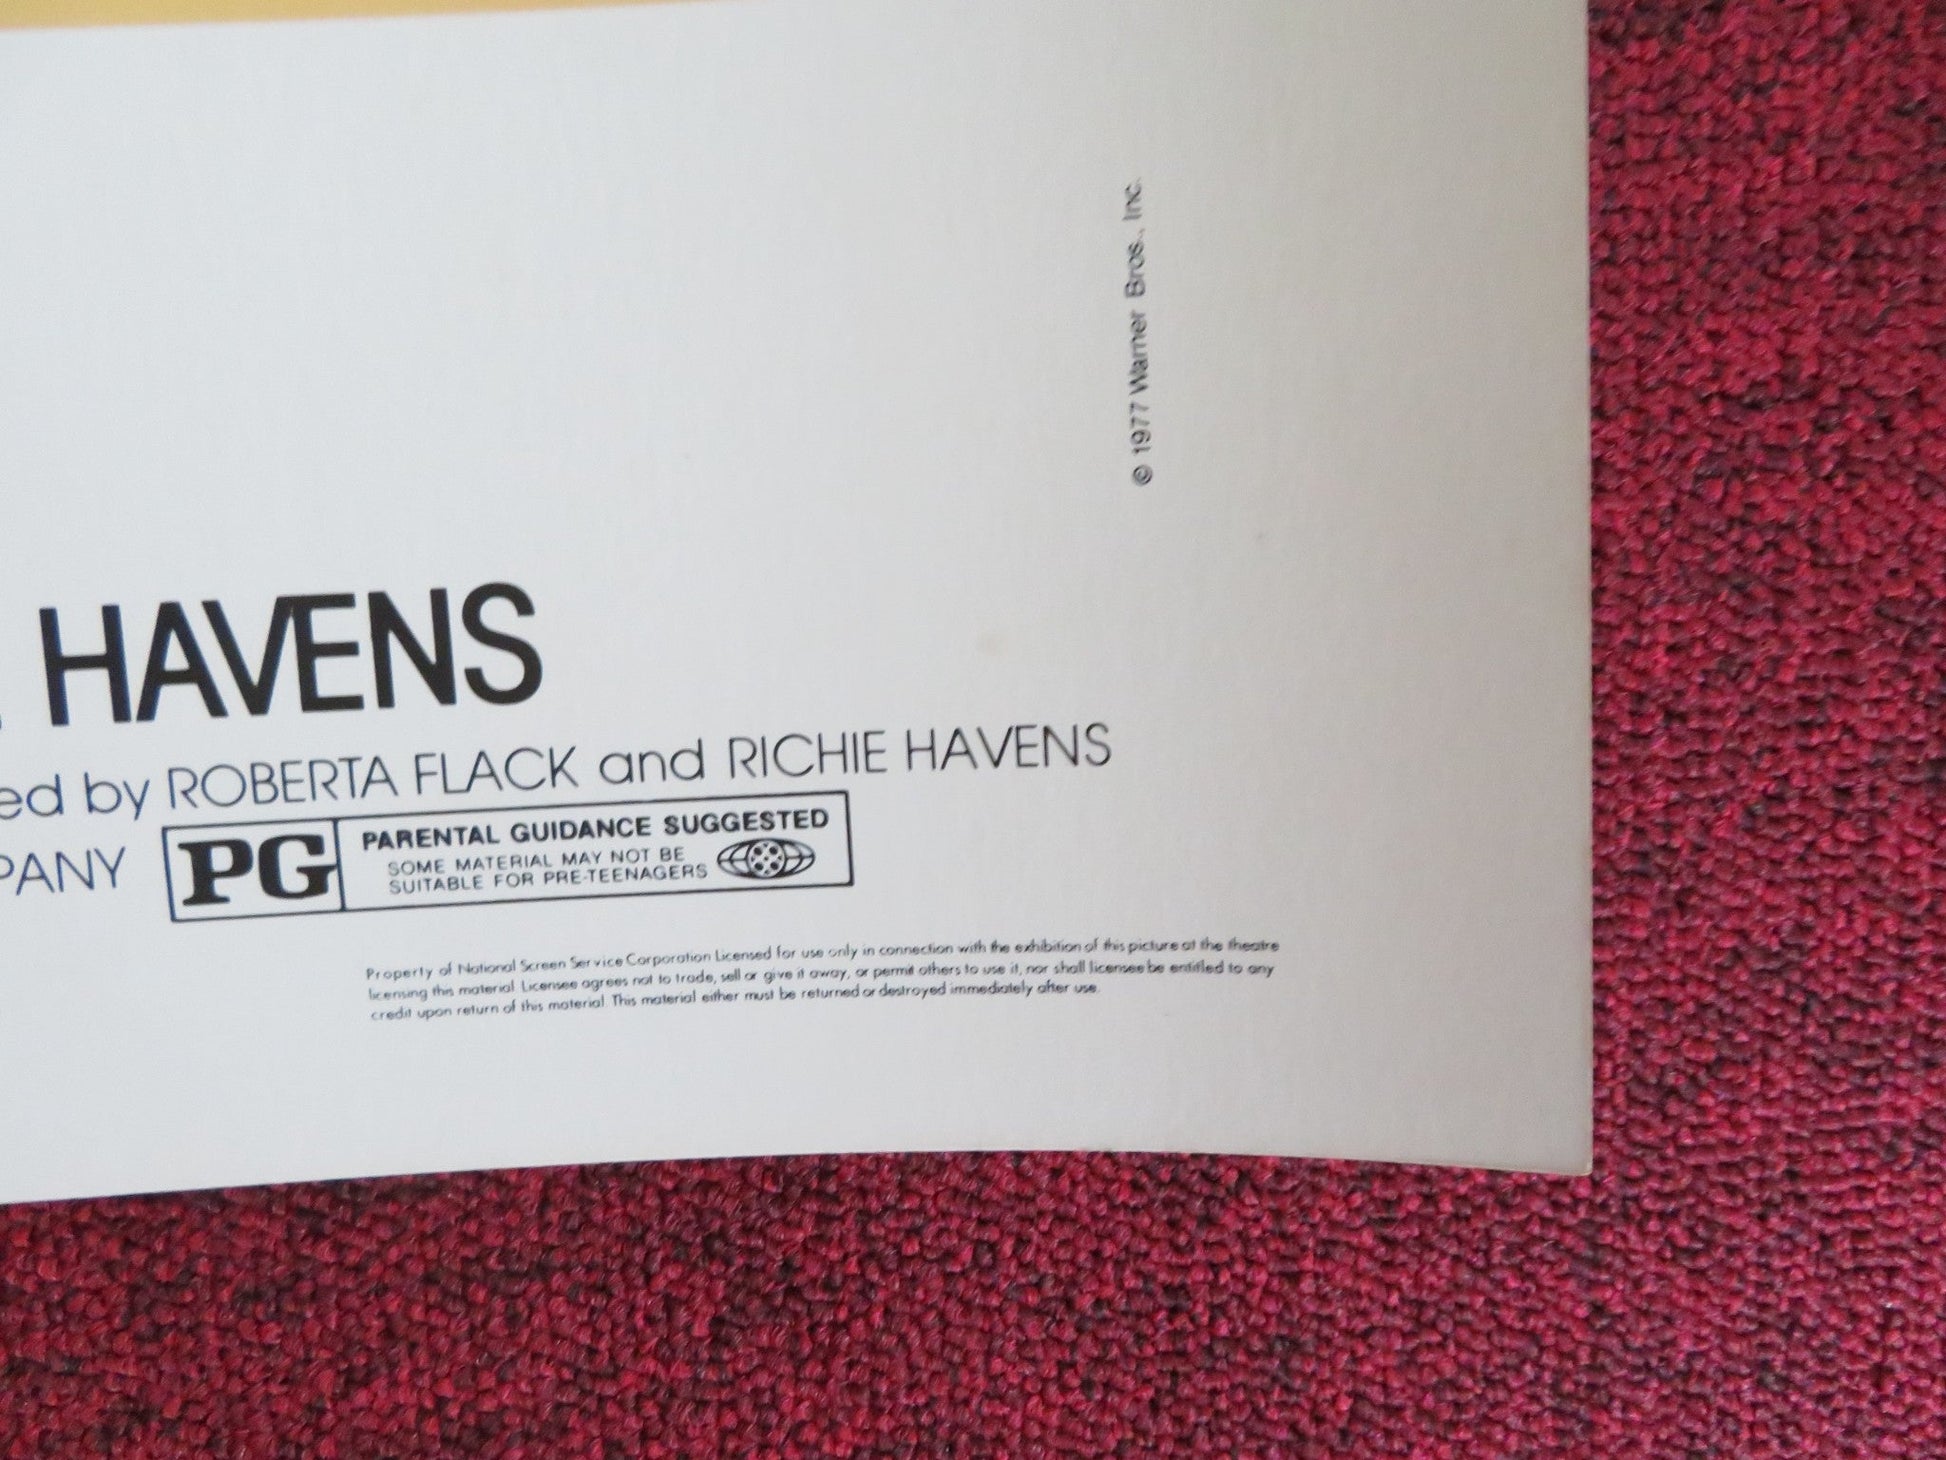 © 1977 Warner Bros., Inc.
. HAVENS
ed by ROBERTA FLACK and RICHIE HAVENS
PANY
PG
PARENTAL GUIDANCE SUGGESTED
SOME MATERIAL MAY NOT BE
SUITABLE FOR PRE-TEENAGERS
Property of National Screen Service Corporation Licensed for use only in connection with the exhibition of this picture at the theatre
licensing this material. Licensee agrees not to trade, sell or give it away, or permit others to use it, nor shall licensee be entitled to any
credit upon return of this material. This material either must be returned or destroyed immediately after use.